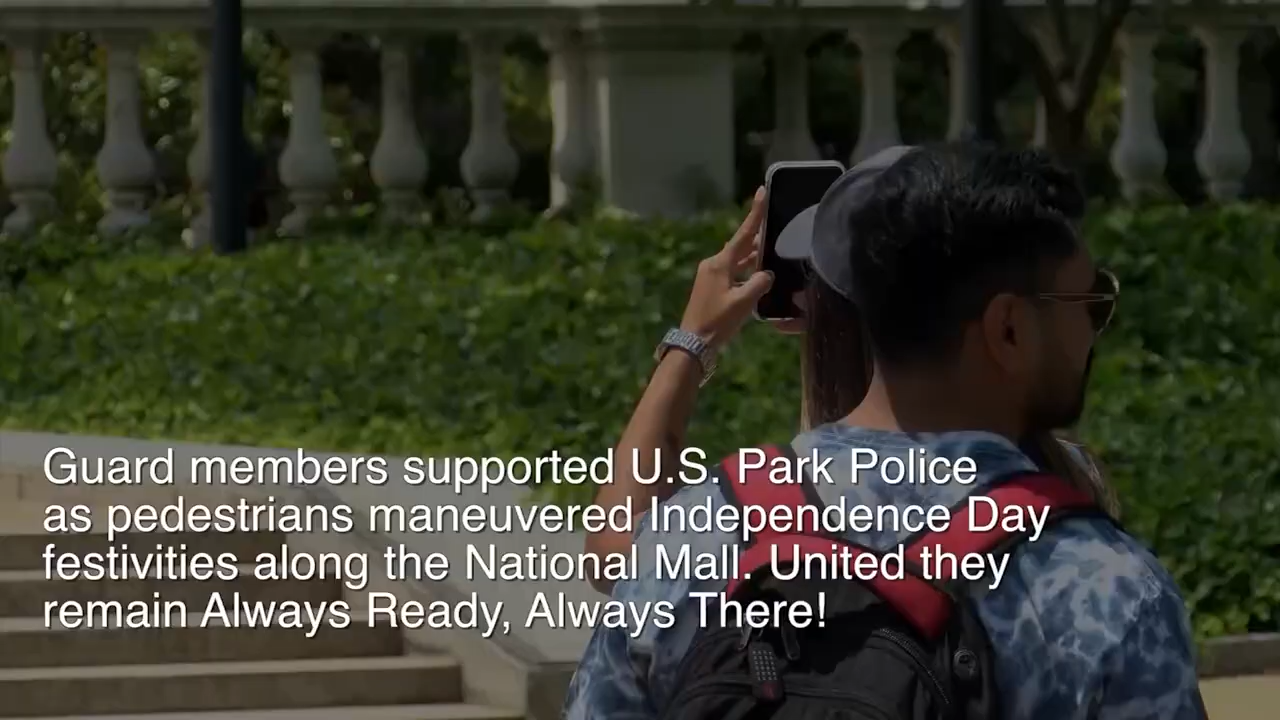 Guard members supported U.S. Park Police
as pedestrians maneuvered Independence Day
festivities along the National Mall. United they
remain Always Ready, Always There!